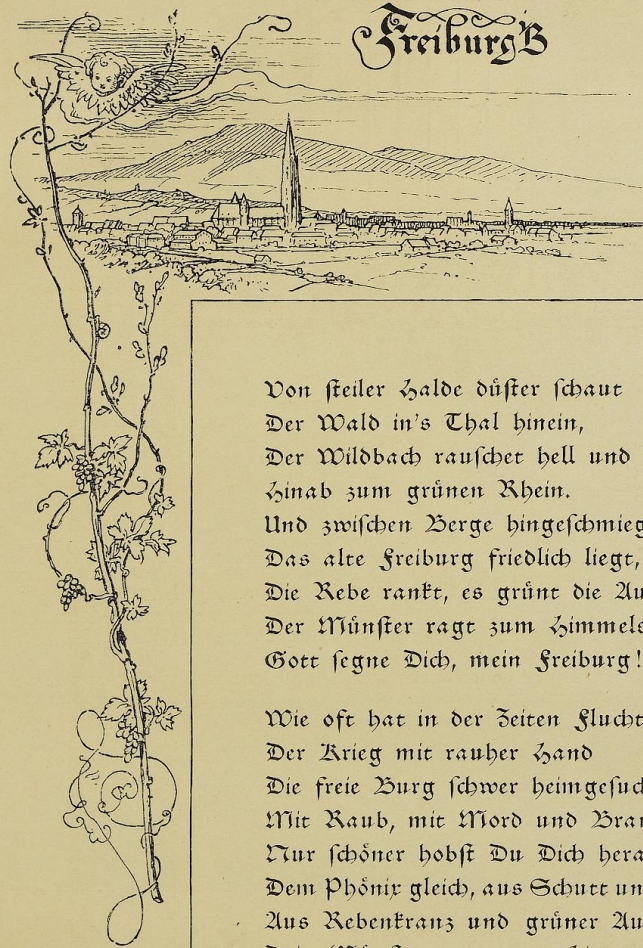 Freiburg B
Von steiler Halde düster schaut
Der Wald in's Thal hinein,
Der Wildbach rauschet hell und
Hinab zum grünen Rhein.
Und zwischen Berge hingeschmieg
Das alte Freiburg friedlich liegt,
Die Rebe rankt, es grünt die Au
Der Münster ragt zum Himmels
Gott segne Dich, mein Freiburg!
Wie oft hat in der Zeiten Flucht
Der Krieg mit rauher Hand
Die freie Burg schwer heimgesuc
Mit Raub, mit Mord und Bran
Nur schöner hobst Du Dich hera
Dem Phönix gleich, aus Schutt un
Aus Rebenkranz und grüner Au